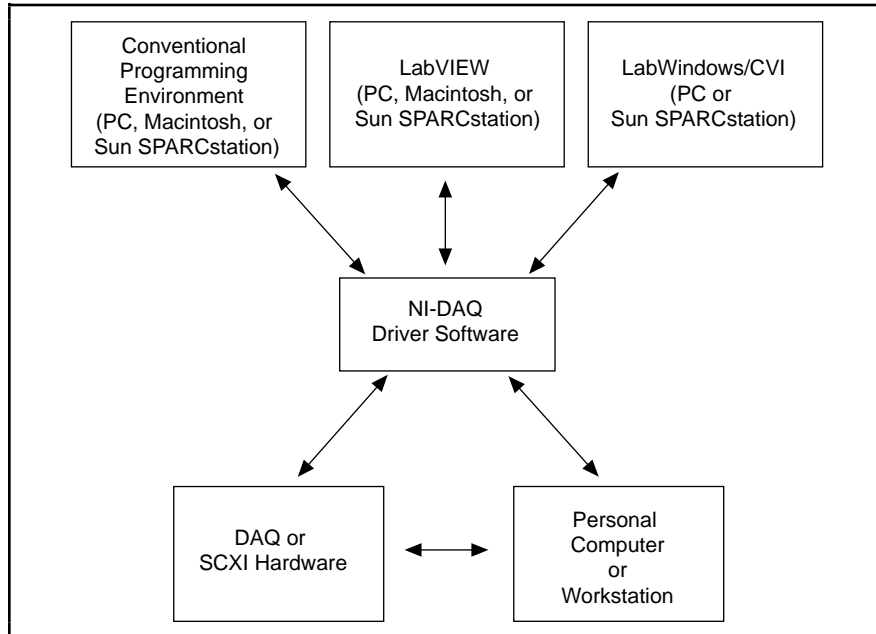 Conventional
Programming
Environment
(PC, Macintosh, or
Sun SPARCstation)
LabVIEW
(PC, Macintosh, or
Sun SPARCstation)
LabWindows/CVI
(PC or
Sun SPARCstation)
NI-DAQ
Driver Software
DAQ or
SCXI Hardware
Personal
Computer
or
Workstation